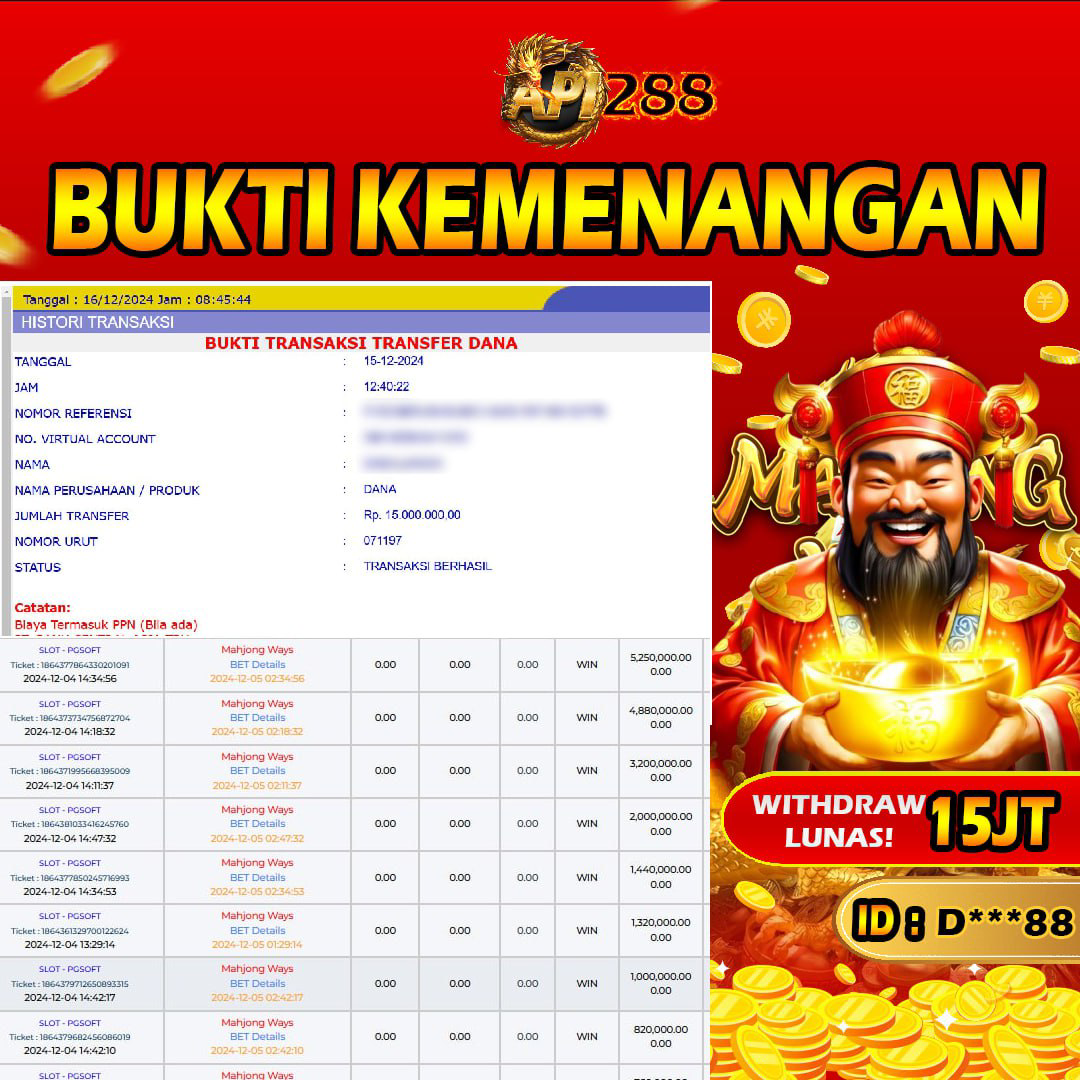 API288
BUKTI KEMENANGAN
Tanggal : 16/12/2024 Jam : 08:45:44
HISTORI TRANSAKSI
BUKTI TRANSAKSI TRANSFER DANA
TANGGAL : 15-12-2024
JAM : 12:40:22
NOMOR REFERENSI :
NO. VIRTUAL ACCOUNT :
NAMA :
NAMA PERUSAHAAN / PRODUK : DANA
JUMLAH TRANSFER : Rp. 15.000.000,00
NOMOR URUT : 071197
STATUS : TRANSAKSI BERHASIL
Catatan:
Biaya Termasuk PPN (Bila ada)
SLOT - PGSOFT
Ticket : 1864377864330201091
2024-12-04 14:34:56
Mahjong Ways
BET Details
2024-12-05 02:34:56
0.00 0.00 0.00 WIN 5,250,000.00
0.00
SLOT - PGSOFT
Ticket : 1864373734756872704
2024-12-04 14:18:32
Mahjong Ways
BET Details
2024-12-05 02:18:32
0.00 0.00 0.00 WIN 4,880,000.00
0.00
SLOT - PGSOFT
Ticket : 1864371995668395009
2024-12-04 14:11:37
Mahjong Ways
BET Details
2024-12-05 02:11:37
0.00 0.00 0.00 WIN 3,200,000.00
0.00
SLOT - PGSOFT
Ticket : 1864381033416245760
2024-12-04 14:47:32
Mahjong Ways
BET Details
2024-12-05 02:47:32
0.00 0.00 0.00 WIN 2,000,000.00
0.00
SLOT - PGSOFT
Ticket : 1864377850245716993
2024-12-04 14:34:53
Mahjong Ways
BET Details
2024-12-05 02:34:53
0.00 0.00 0.00 WIN 1,440,000.00
0.00
SLOT - PGSOFT
Ticket : 1864361329700122624
2024-12-04 13:29:14
Mahjong Ways
BET Details
2024-12-05 01:29:14
0.00 0.00 0.00 WIN 1,320,000.00
0.00
SLOT - PGSOFT
Ticket : 1864379712650893315
2024-12-04 14:42:17
Mahjong Ways
BET Details
2024-12-05 02:42:17
0.00 0.00 0.00 WIN 1,000,000.00
0.00
SLOT - PGSOFT
Ticket : 1864379682456086019
2024-12-04 14:42:10
Mahjong Ways
BET Details
2024-12-05 02:42:10
0.00 0.00 0.00 WIN 820,000.00
0.00
SLOT - PGSOFT
Mahjong Ways
福
福
WITHDRAW
LUNAS!
15JT
ID : D***88